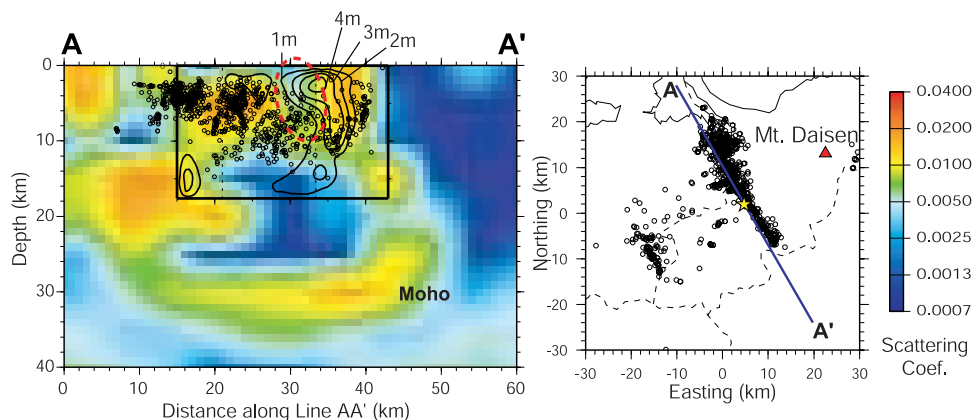 A
A'
4m
3m
2m
1m
0
10
20
30
40
Depth (km)
Moho
0
10
20
30
40
50
60
Distance along Line AA' (km)
30
20
10
0
-10
-20
-30
Northing (km)
A
Mt. Daisen
A'
-30
-20
-10
0
10
20
30
Easting (km)
0.0400
0.0200
0.0100
0.0050
0.0025
0.0013
0.0007
Scattering
Coef.